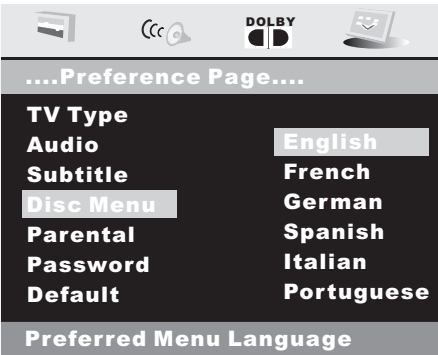 DOLBY
....Preference Page....
TV Type
Audio
Subtitle
Disc Menu
Parental
Password
Default
English
French
German
Spanish
Italian
Portuguese
Preferred Menu Language